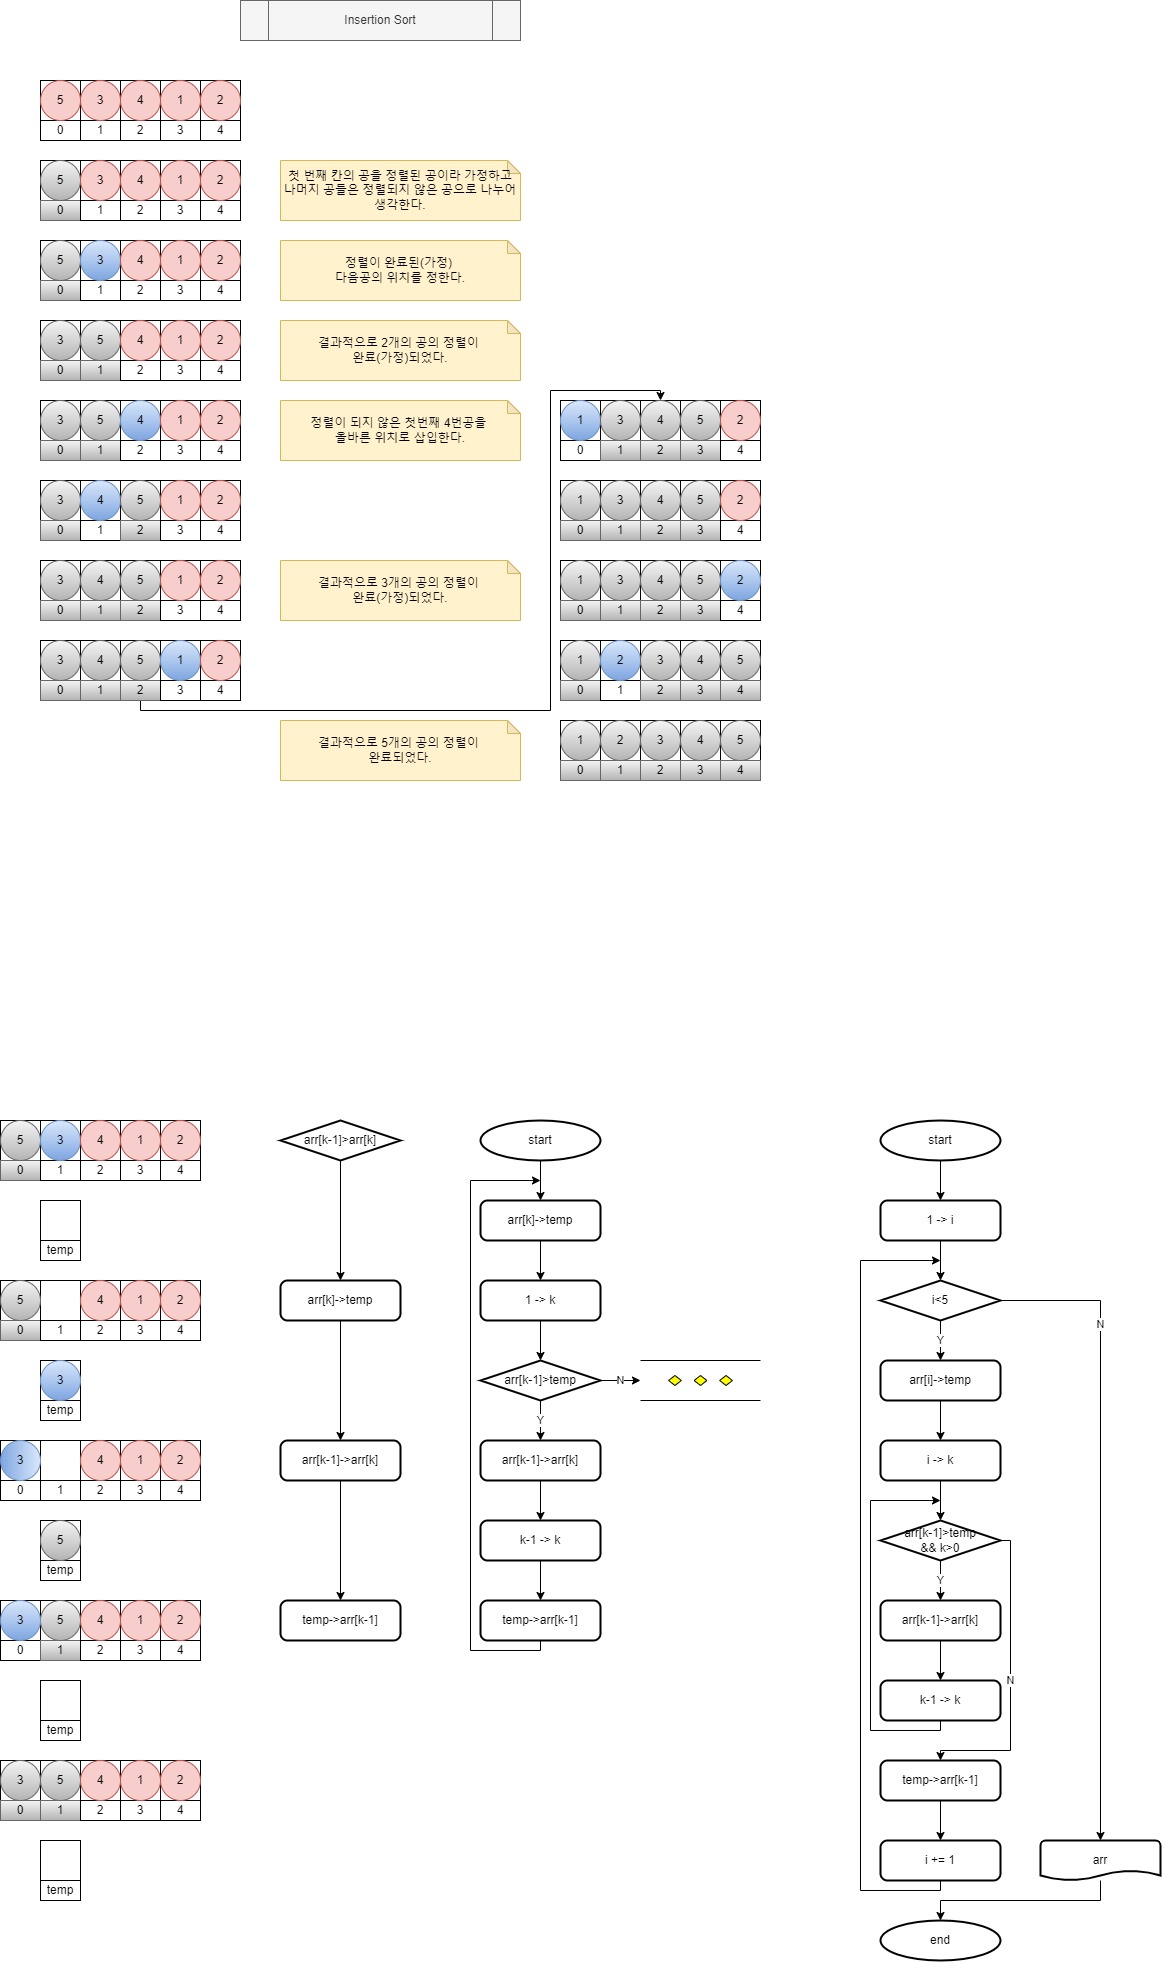 Insertion Sort
5 3 4 1 2
0 1 2 3 4
5 3 4 1 2
0 1 2 3 4
첫 번째 칸의 공을 정렬된 공이라 가정하고
나머지 공들은 정렬되지 않은 공으로 나누어
생각한다.
5 3 4 1 2
0 1 2 3 4
정렬이 완료된(가정)
다음공의 위치를 정한다.
3 5 4 1 2
0 1 2 3 4
결과적으로 2개의 공의 정렬이
완료(가정)되었다.
3 5 4 1 2
0 1 2 3 4
정렬이 되지 않은 첫번째 4번공을
올바른 위치로 삽입한다.
3 4 5 1 2
0 1 2 3 4
3 4 5 1 2
0 1 2 3 4
결과적으로 3개의 공의 정렬이
완료(가정)되었다.
3 4 5 1 2
0 1 2 3 4
1 3 4 5 2
0 1 2 3 4
1 3 4 5 2
0 1 2 3 4
1 3 4 5 2
0 1 2 3 4
1 2 3 4 5
0 1 2 3 4
결과적으로 5개의 공의 정렬이
완료되었다.
1 2 3 4 5
0 1 2 3 4
5 3 4 1 2
0 1 2 3 4
temp
5 4 1 2
0 1 2 3 4
3
temp
3 4 1 2
0 1 2 3 4
5
temp
3 5 4 1 2
0 1 2 3 4
temp
3 5 4 1 2
0 1 2 3 4
temp
arr[k-1]>arr[k]
arr[k]->temp
arr[k-1]->arr[k]
temp->arr[k-1]
start
arr[k]->temp
1 -> k
arr[k-1]>temp
N
Y
arr[k-1]->arr[k]
k-1 -> k
temp->arr[k-1]
start
1 -> i
i<5
N
Y
arr[i]->temp
i -> k
arr[k-1]>temp
&& k>0
Y
arr[k-1]->arr[k]
k-1 -> k
N
temp->arr[k-1]
i += 1
arr
end